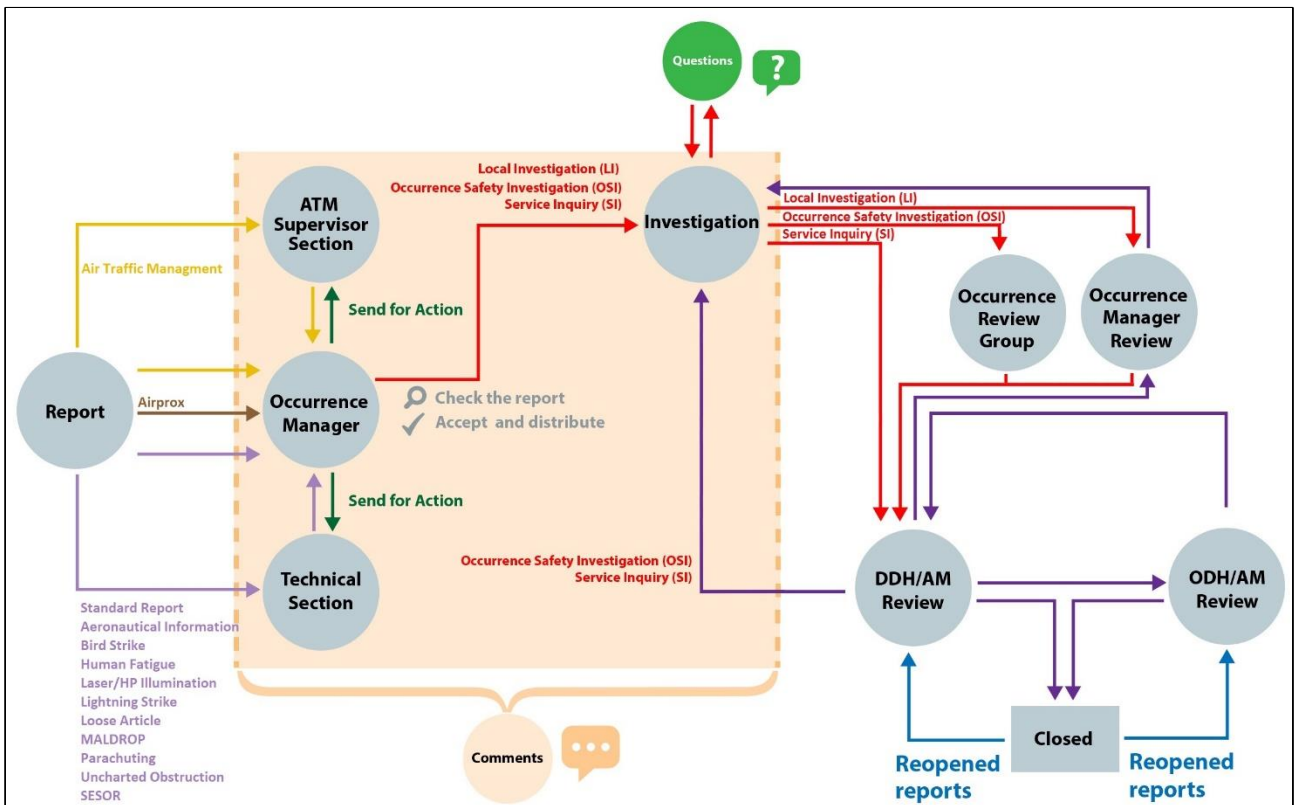 Questions
?
Local Investigation (LI)
Occurrence Safety Investigation (OSI)
Service Inquiry (SI)
ATM
Supervisor
Section
Investigation
Local Investigation (LI)
Occurrence Safety Investigation (OSI)
Service Inquiry (SI)
Air Traffic Managment
Send for Action
Occurrence
Review
Group
Occurrence
Manager
Review
Report
Airprox
Occurrence
Manager
Check the report
Accept and distribute
Send for Action
Technical
Section
Occurrence Safety Investigation (OSI)
Service Inquiry (SI)
DDH/AM
Review
ODH/AM
Review
Standard Report
Aeronautical Information
Bird Strike
Human Fatigue
Laser/HP Illumination
Lightning Strike
Loose Article
MALDROP
Parachuting
Uncharted Obstruction
SESOR
Comments
Closed
Reopened
reports
Reopened
reports